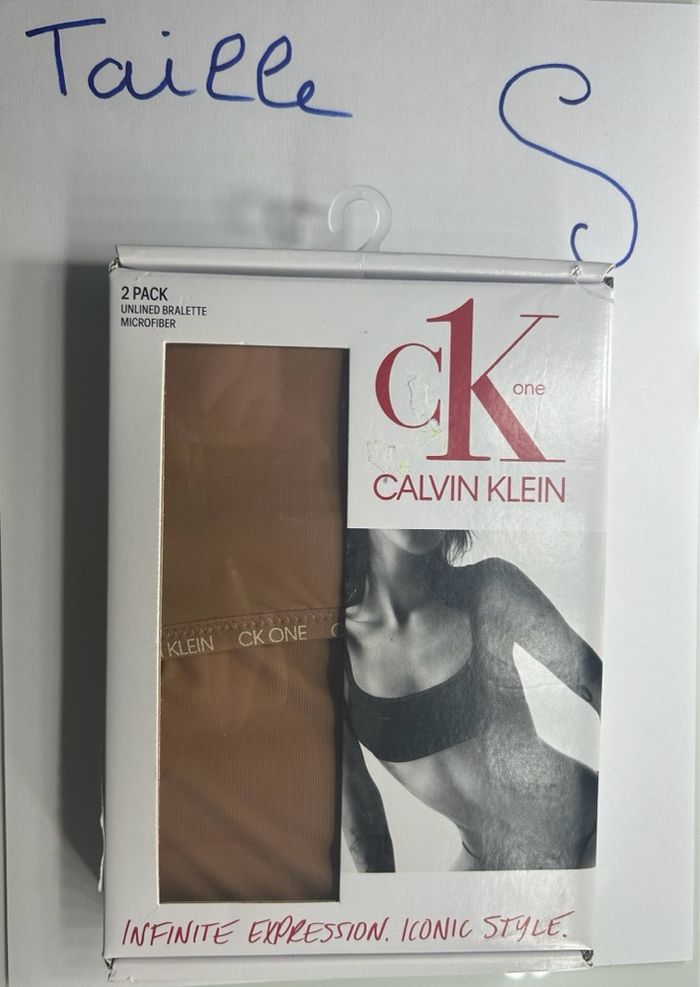 Taille S
2 PACK
UNLINED BRALETTE
MICROFIBER
cK one
CALVIN KLEIN
KLEIN CK ONE
INFINITE EXPRESSION. ICONIC STYLE.